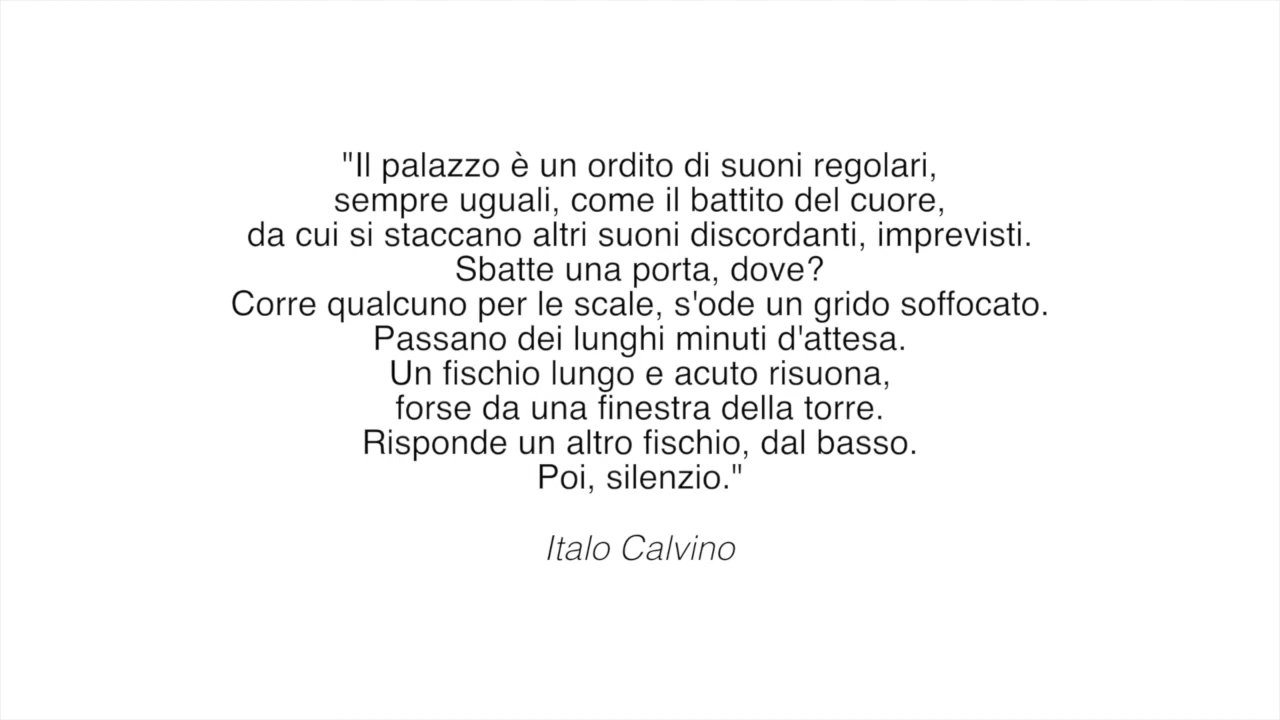 "Il palazzo è un ordito di suoni regolari,
sempre uguali, come il battito del cuore,
da cui si staccano altri suoni discordanti, imprevisti.
Sbatte una porta, dove?
Corre qualcuno per le scale, s'ode un grido soffocato.
Passano dei lunghi minuti d'attesa.
Un fischio lungo e acuto risuona,
forse da una finestra della torre.
Risponde un altro fischio, dal basso.
Poi, silenzio."
Italo Calvino